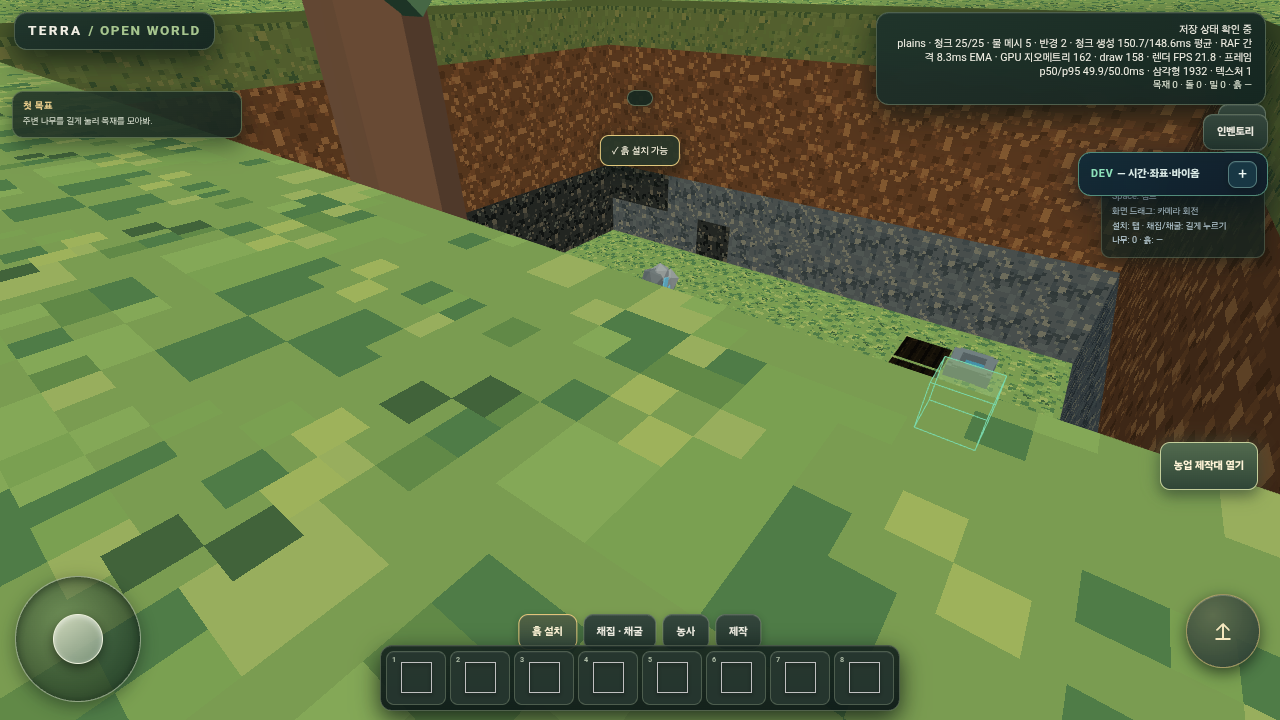 TERRA / OPEN WORLD
저장 상태 확인 중
plains · 청크 25/25 · 물 메시 5 · 반경 2 · 청크 생성 150.7/148.6ms 평균 · RAF 간
격 8.3ms EMA · GPU 지오메트리 162 · draw 158 · 렌더 FPS 21.8 · 프레임
p50/p95 49.9/50.0ms · 삼각형 1932 · 텍스처 1
목재 0 · 돌 0 · 밀 0 · 흙 —
첫 목표
주변 나무를 길게 눌러 목재를 모아봐.
✓ 흙 설치 가능
인벤토리
DEV — 시간·좌표·바이옴
+
화면 드래그: 카메라 회전
설치: 탭 · 채집/채굴: 길게 누르기
나무: 0 · 흙: —
농업 제작대 열기
흙 설치
채집 · 채굴
농사
제작
1 2 3 4 5 6 7 8